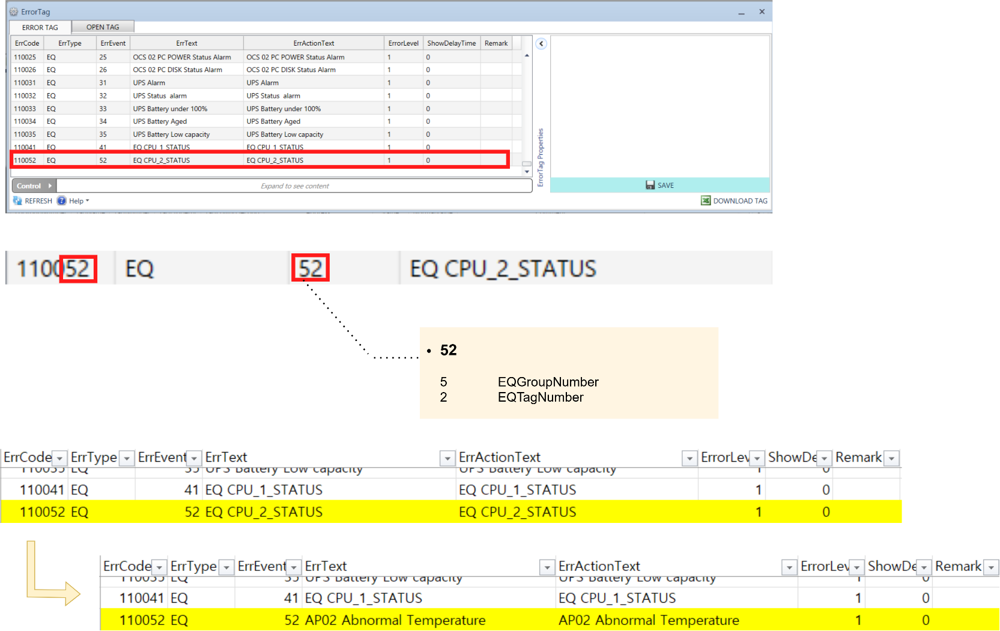 ErrorTag
ERROR TAG OPEN TAG
ErrCode ErrType ErrEvent ErrText ErrActionText ErrorLevel ShowDelayTime Remark
110025 EQ 25 OCS 02 PC POWER Status Alarm OCS 02 PC POWER Status Alarm 1 0
110026 EQ 26 OCS 02 PC DISK Status Alarm OCS 02 PC DISK Status Alarm 1 0
110031 EQ 31 UPS Alarm UPS Alarm 1 0
110032 EQ 32 UPS Status alarm UPS Status alarm 1 0
110033 EQ 33 UPS Battery under 100% UPS Battery under 100% 1 0
110034 EQ 34 UPS Battery Aged UPS Battery Aged 1 0
110035 EQ 35 UPS Battery Low capacity UPS Battery Low capacity 1 0
110041 EQ 41 EQ CPU_1_STATUS EQ CPU_1_STATUS 1 0
110052 EQ 52 EQ CPU_2_STATUS EQ CPU_2_STATUS 1 0
ErrorTag Properties
Control Expand to see content
SAVE
REFRESH Help
DOWNLOAD TAG
110052 EQ 52 EQ CPU_2_STATUS
• 52
5 EQGroupNumber
2 EQTagNumber
ErrCode ErrType ErrEvent ErrText ErrActionText ErrorLev ShowDe Remark
110035 EQ 35 UPS Battery Low capacity UPS Battery Low capacity 1 0
110041 EQ 41 EQ CPU_1_STATUS EQ CPU_1_STATUS 1 0
110052 EQ 52 EQ CPU_2_STATUS EQ CPU_2_STATUS 1 0
ErrCode ErrType ErrEvent ErrText ErrActionText ErrorLev ShowDe Remark
110035 EQ 35 UPS Battery Low capacity UPS Battery Low capacity 1 0
110041 EQ 41 EQ CPU_1_STATUS EQ CPU_1_STATUS 1 0
110052 EQ 52 AP02 Abnormal Temperature AP02 Abnormal Temperature 1 0